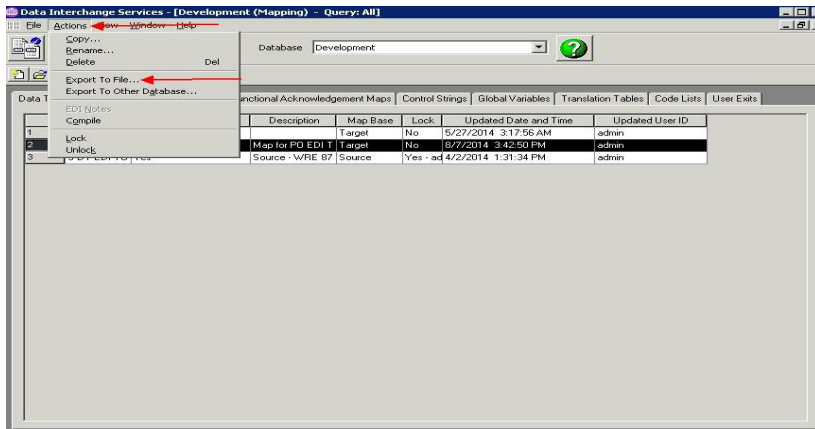 Data Interchange Services - [Development (Mapping) - Query: All]
File Actions Window Help
Copy...
Rename...
Delete Del
Export To File...
Export To Other Database...
EDI Notes
Compile
Lock
Unlock
Database Development
Data T
nctional Acknowledgement Maps Control Strings Global Variables Translation Tables Code Lists User Exits
Description Map Base Lock Updated Date and Time Updated User ID
1 Target No 5/27/2014 3:17:56 AM admin
2 Map for PO EDI T Target No 8/7/2014 3:42:50 PM admin
3 Source - WRE 87 Source Yes - ad 4/2/2014 1:31:34 PM admin